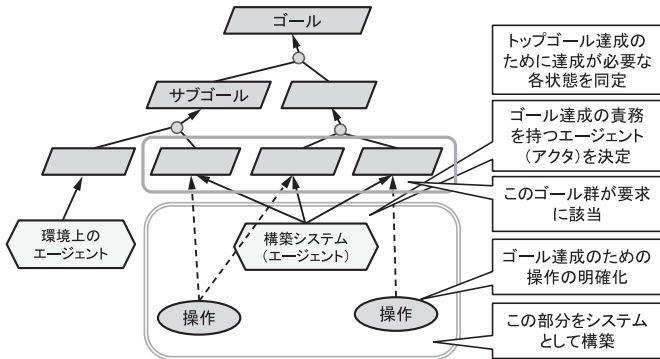 ゴール
サブゴール
環境上の
エージェント
構築システム
（エージェント）
操作
操作
トップゴール達成の
ために達成が必要な
各状態を同定
ゴール達成の責務
を持つエージェント
（アクタ）を決定
このゴール群が要求
に該当
ゴール達成のための
操作の明確化
この部分をシステム
として構築